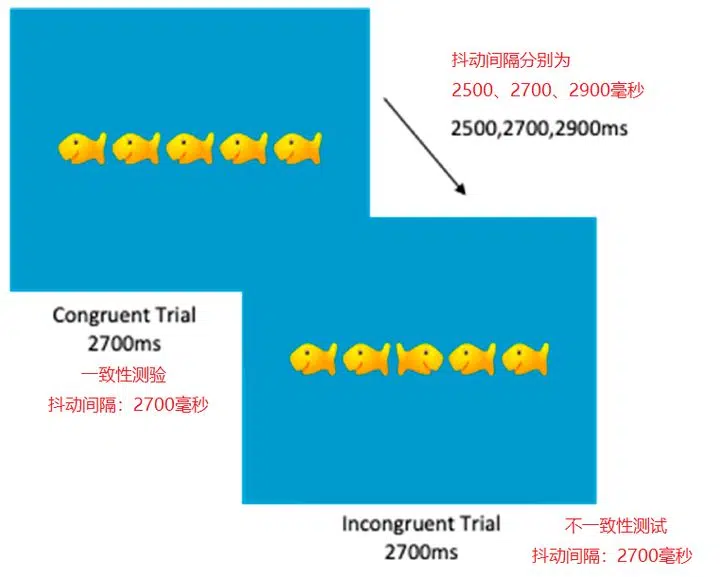 抖动间隔分别为
2500、2700、2900毫秒
2500,2700,2900ms
Congruent Trial
2700ms
一致性测验
抖动间隔：2700毫秒
Incongruent Trial
2700ms
不一致性测试
抖动间隔：2700毫秒